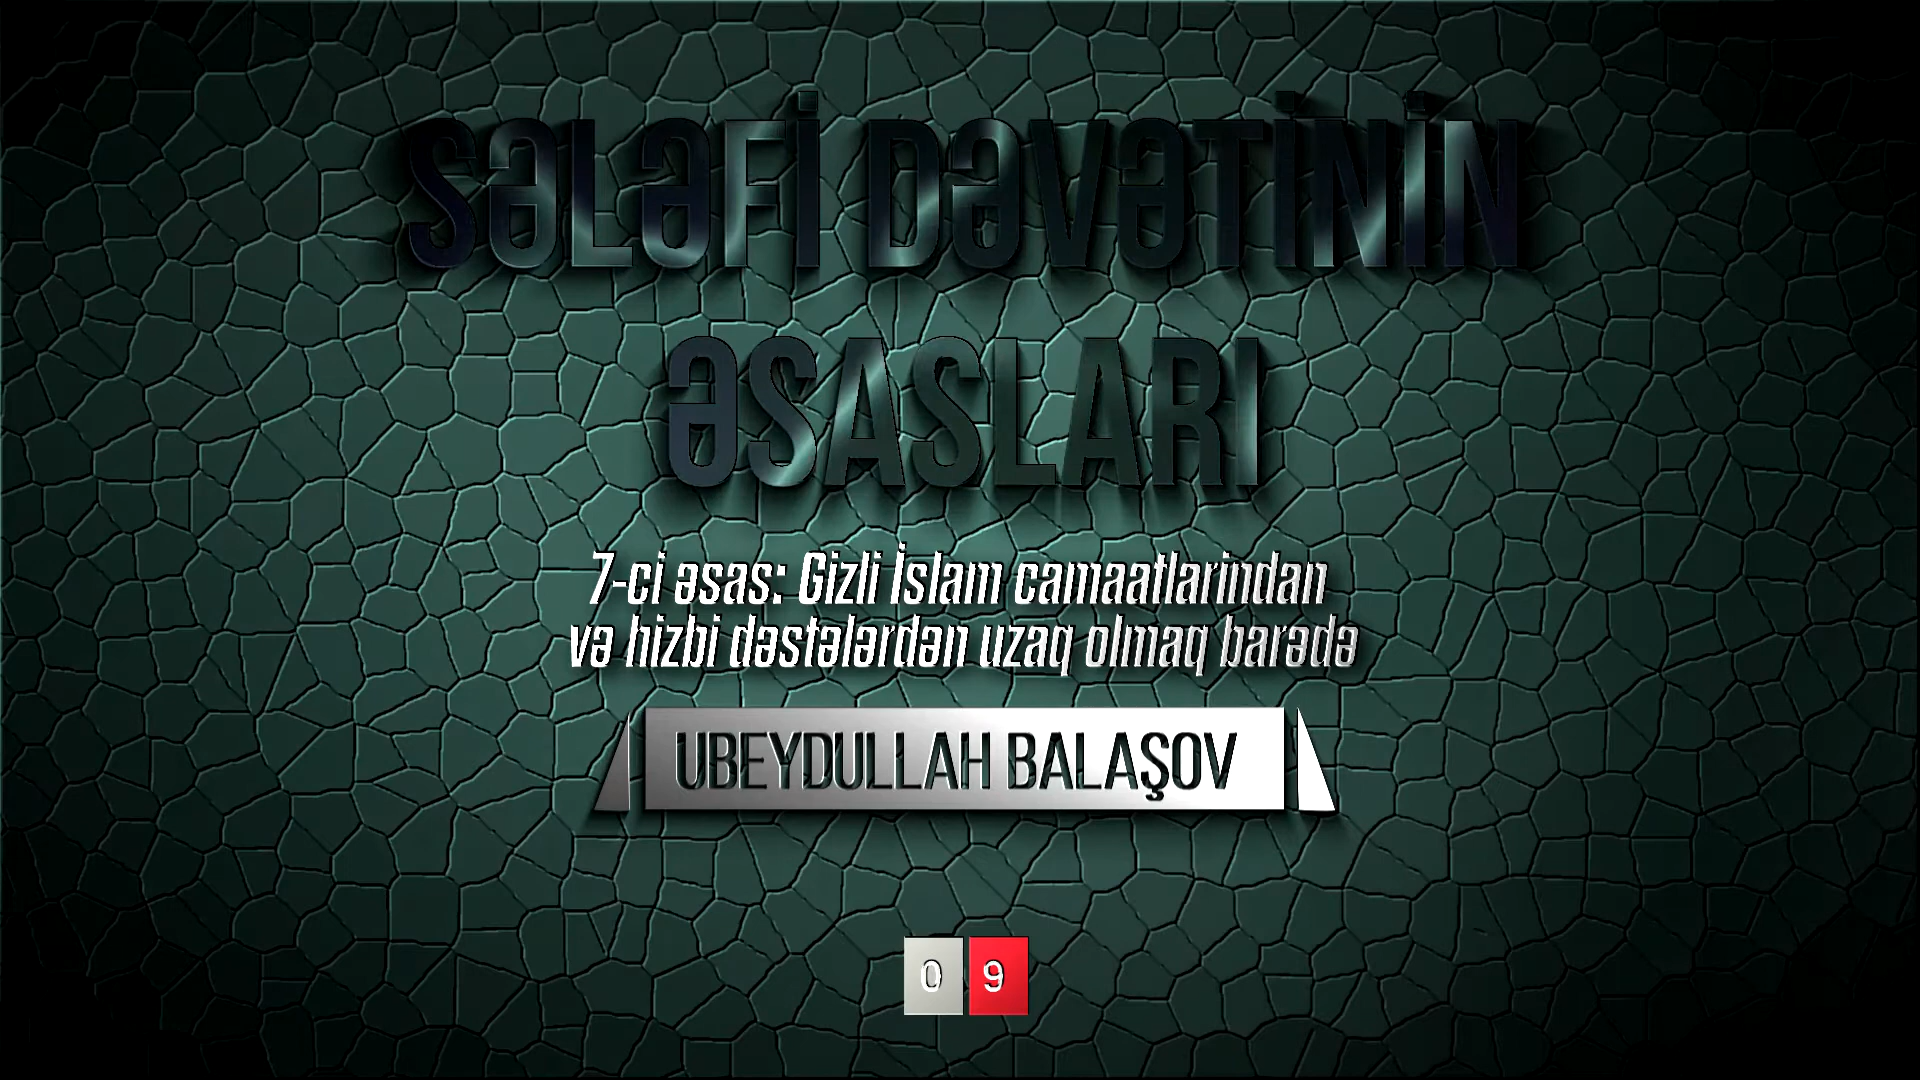 SƏLƏFİ DƏVƏTİNİN
ƏSASLARI
7-ci əsas: Gizli İslam camaatlarından
və hizbi dəstələrdən uzaq olmaq barədə
UBEYDULLAH BALAŞOV
0 9